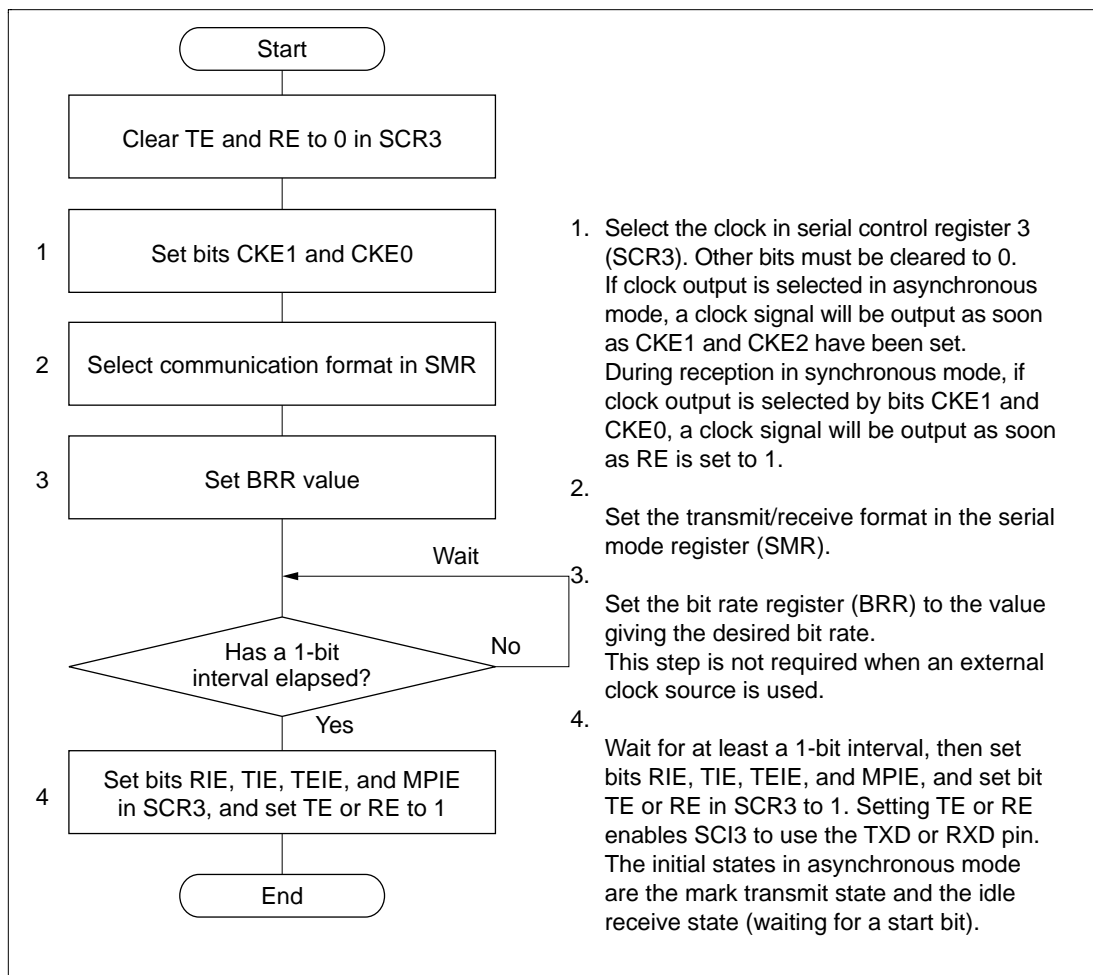 Start
Clear TE and RE to 0 in SCR3
1
Set bits CKE1 and CKE0
2
Select communication format in SMR
3
Set BRR value
Wait
Has a 1-bit
interval elapsed?
No
Yes
4
Set bits RIE, TIE, TEIE, and MPIE
in SCR3, and set TE or RE to 1
End
1. Select the clock in serial control register 3
(SCR3). Other bits must be cleared to 0.
If clock output is selected in asynchronous
mode, a clock signal will be output as soon
as CKE1 and CKE2 have been set.
During reception in synchronous mode, if
clock output is selected by bits CKE1 and
CKE0, a clock signal will be output as soon
as RE is set to 1.
2.
Set the transmit/receive format in the serial
mode register (SMR).
3.
Set the bit rate register (BRR) to the value
giving the desired bit rate.
This step is not required when an external
clock source is used.
4.
Wait for at least a 1-bit interval, then set
bits RIE, TIE, TEIE, and MPIE, and set bit
TE or RE in SCR3 to 1. Setting TE or RE
enables SCI3 to use the TXD or RXD pin.
The initial states in asynchronous mode
are the mark transmit state and the idle
receive state (waiting for a start bit).